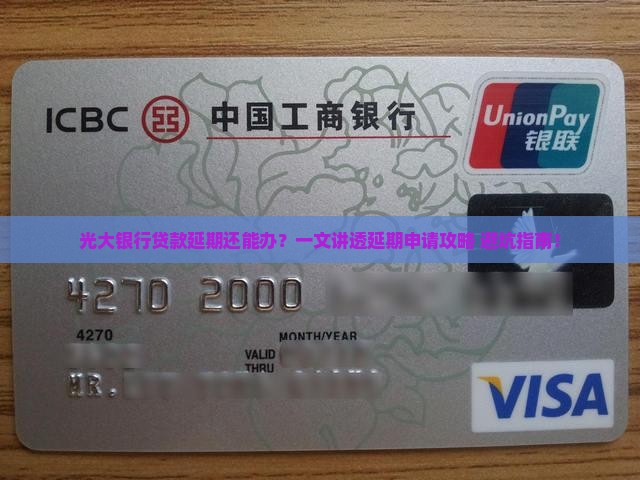 ICBC 中国工商银行
UnionPay
银联
光大银行贷款延期还能办？一文讲透延期申请攻略 避坑指南！
4270 2000
4270
MONTH/YEAR
VALID
THRU
MR.
VISA